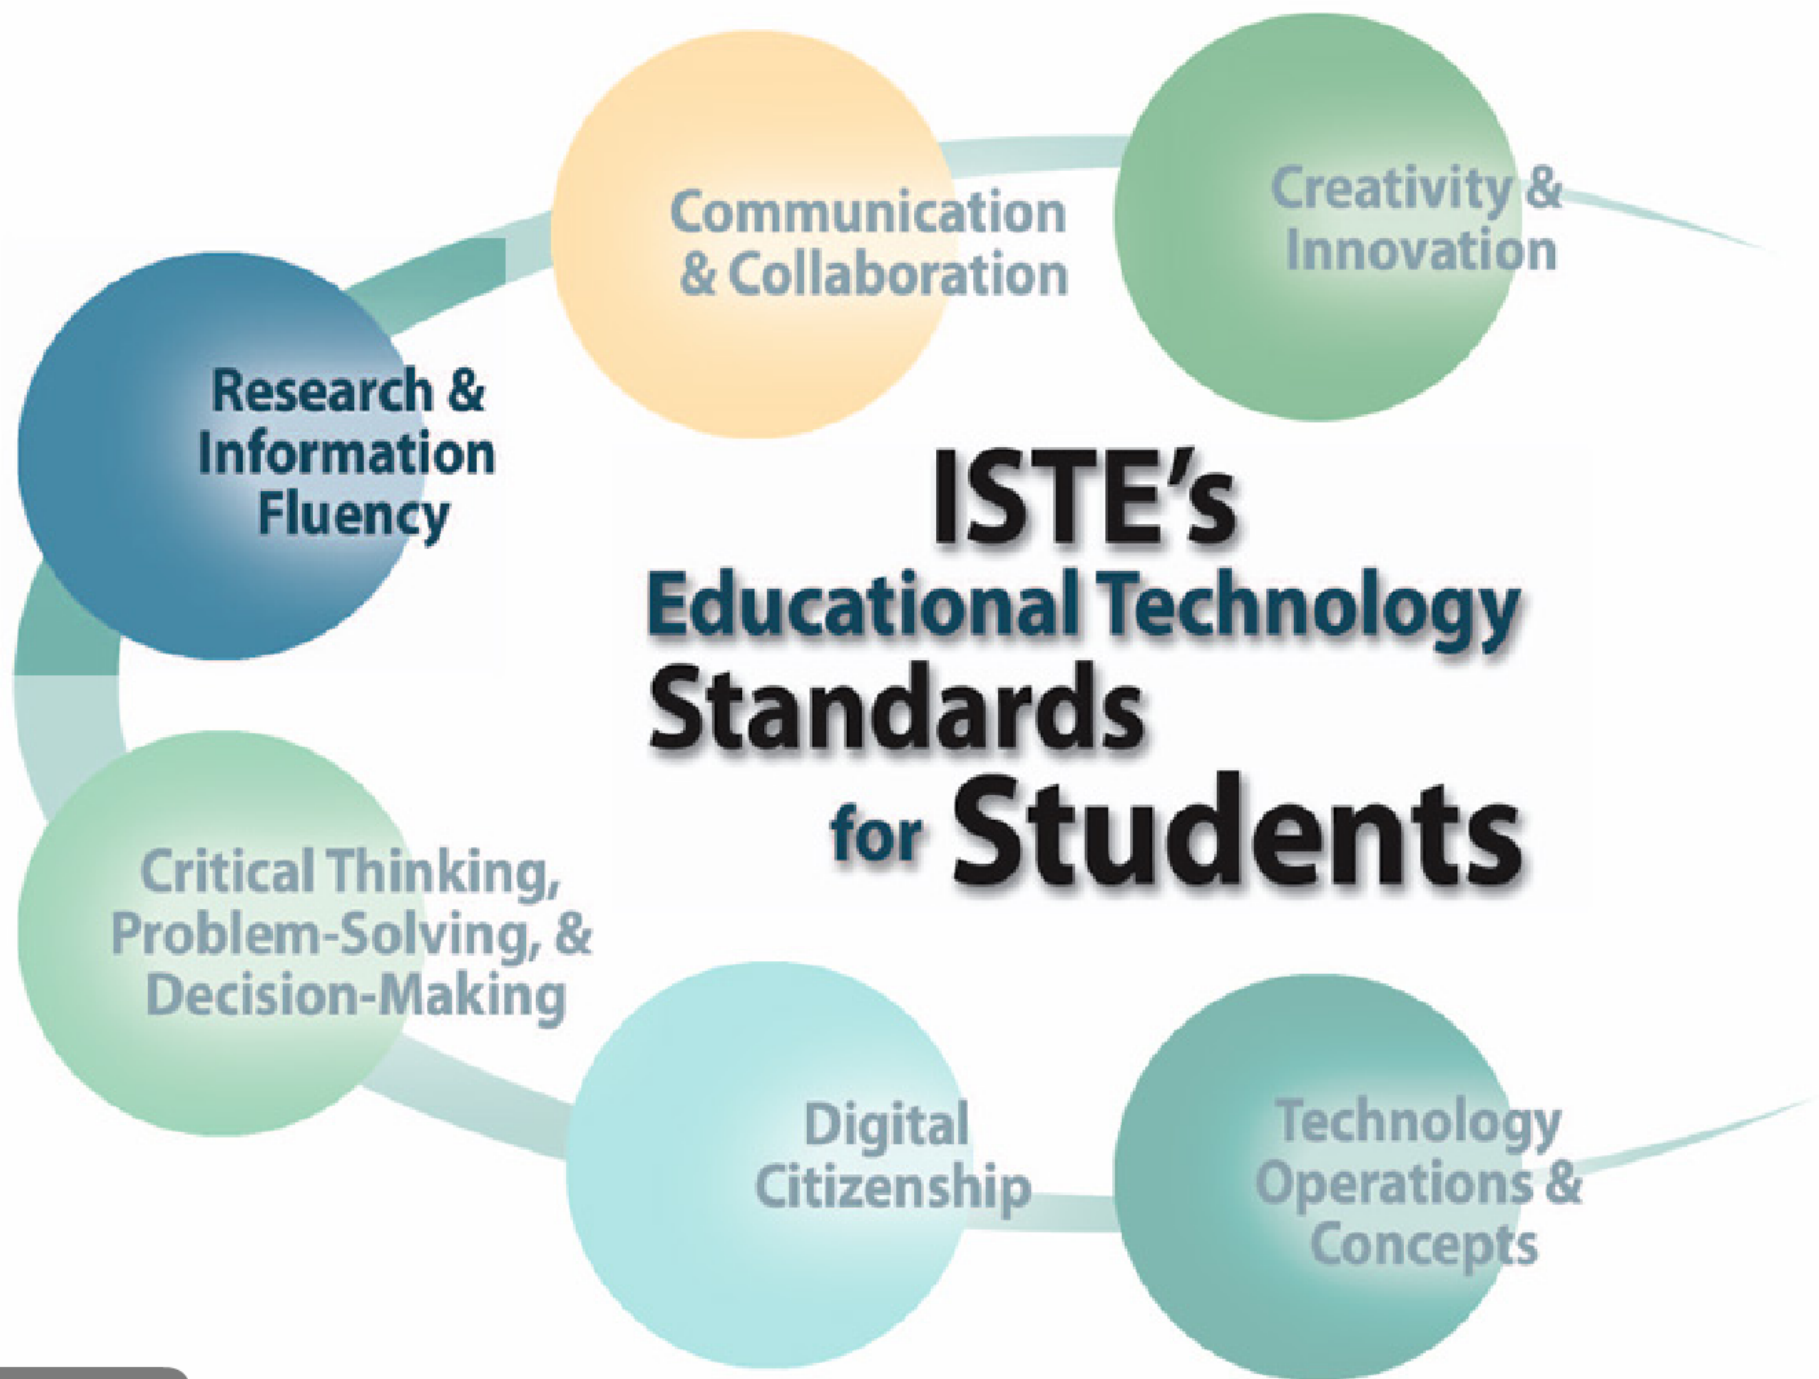 Communication
& Collaboration
Creativity &
Innovation
Research &
Information
Fluency
ISTE's
Educational Technology
Standards
for Students
Critical Thinking,
Problem-Solving, &
Decision-Making
Digital
Citizenship
Technology
Operations &
Concepts